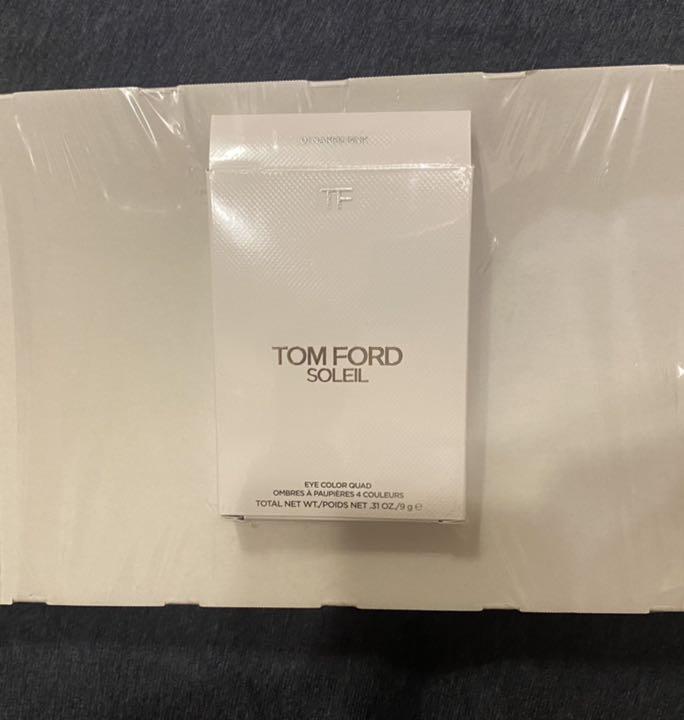 PINK
TF
TOM FORD
SOLEIL
EYE COLOR QUAD
OMBRES À PAUPIÈRES 4 COULEURS
TOTAL NET WT./POIDS NET .31 OZ./9 g ℮